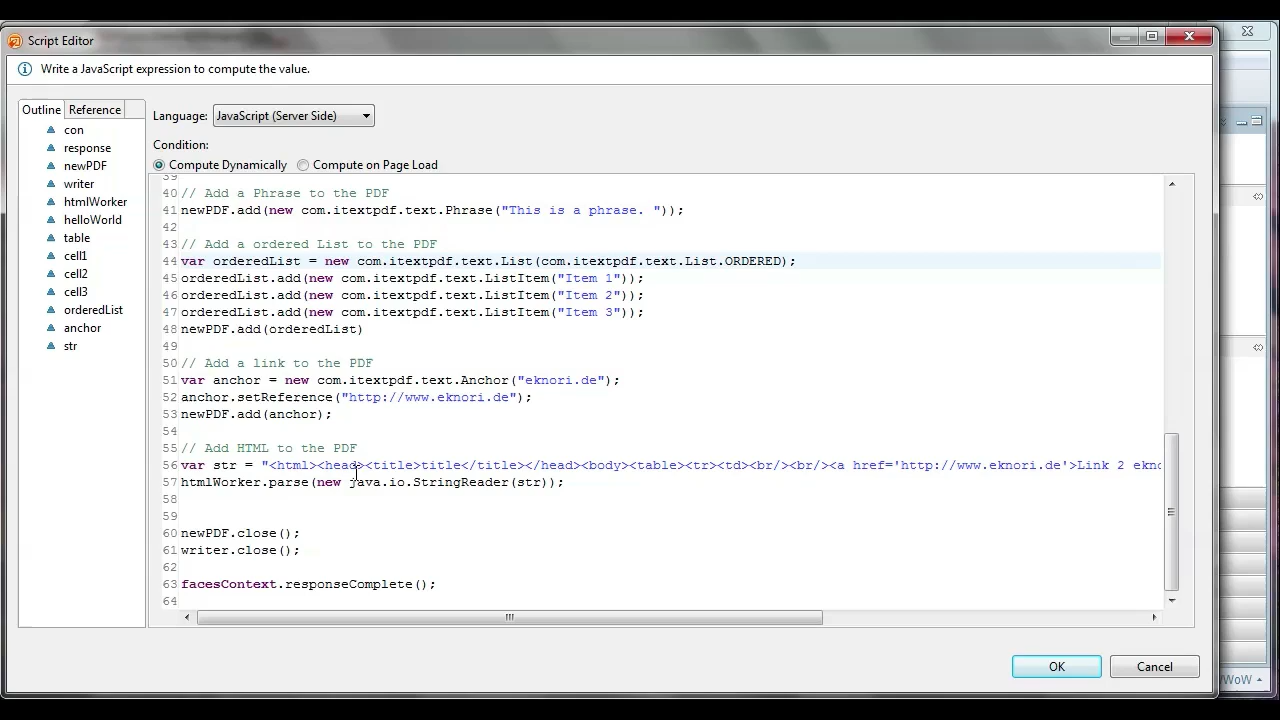 Script Editor
Write a JavaScript expression to compute the value.
Outline Reference
con
response
newPDF
writer
htmlWorker
helloWorld
table
cell1
cell2
cell3
orderedList
anchor
str
Language: JavaScript (Server Side)
Condition:
Compute Dynamically Compute on Page Load
39
40 // Add a Phrase to the PDF
41 newPDF.add(new com.itextpdf.text.Phrase("This is a phrase. "));
42
43 // Add a ordered List to the PDF
44 var orderedList = new com.itextpdf.text.List(com.itextpdf.text.List.ORDERED);
45 orderedList.add(new com.itextpdf.text.ListItem("Item 1"));
46 orderedList.add(new com.itextpdf.text.ListItem("Item 2"));
47 orderedList.add(new com.itextpdf.text.ListItem("Item 3"));
48 newPDF.add(orderedList)
49
50 // Add a link to the PDF
51 var anchor = new com.itextpdf.text.Anchor("eknori.de");
52 anchor.setReference("http://www.eknori.de");
53 newPDF.add(anchor);
54
55 // Add HTML to the PDF
56 var str = "<html><head><title>title</title></head><body><table><tr><td><br/><br/><a href='http://www.eknori.de'>Link 2 ekno
57 htmlWorker.parse(new java.io.StringReader(str));
58
59
60 newPDF.close();
61 writer.close();
62
63 facesContext.responseComplete();
64
OK Cancel
WoW